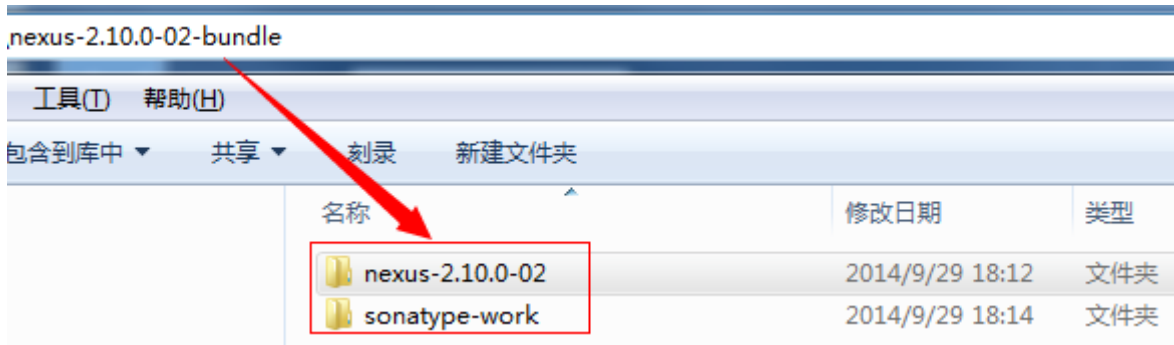 nexus-2.10.0-02-bundle
工具(T) 帮助(H)
包含到库中 共享 刻录 新建文件夹
名称 修改日期 类型
nexus-2.10.0-02 2014/9/29 18:12 文件夹
sonatype-work 2014/9/29 18:14 文件夹